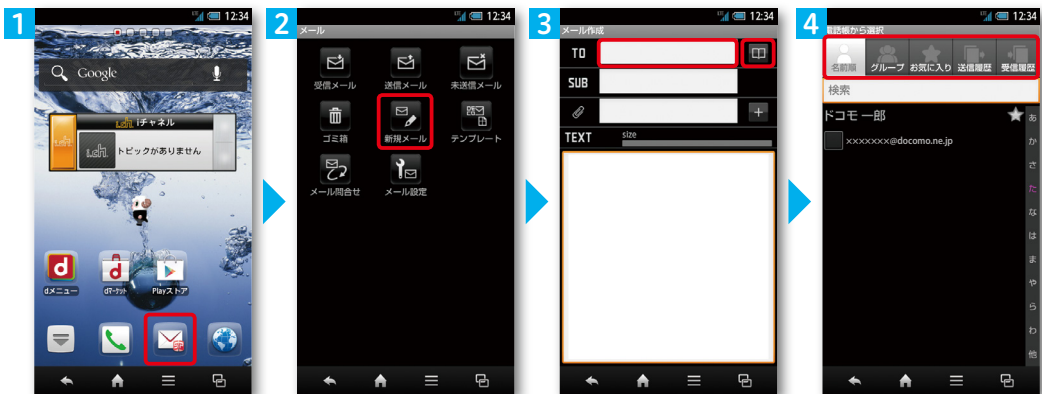 1
LTE 12:34
Google
i.ch iチャネル
i.ch
i.ch トピックがありません
d
d
dメニュー
dマーケット
Playストア
2
LTE 12:34
メール
受信メール
送信メール
未送信メール
ゴミ箱
新規メール
テンプレート
メール問合せ
メール設定
3
LTE 12:34
メール作成
TO
SUB
+
TEXT
size
4
LTE 12:34
電話帳から選択
名前順
グループ
お気に入り
送信履歴
受信履歴
検索
ドコモ 一郎
xxxxxxx@docomo.ne.jp
あ
か
さ
た
な
は
ま
や
ら
わ
他